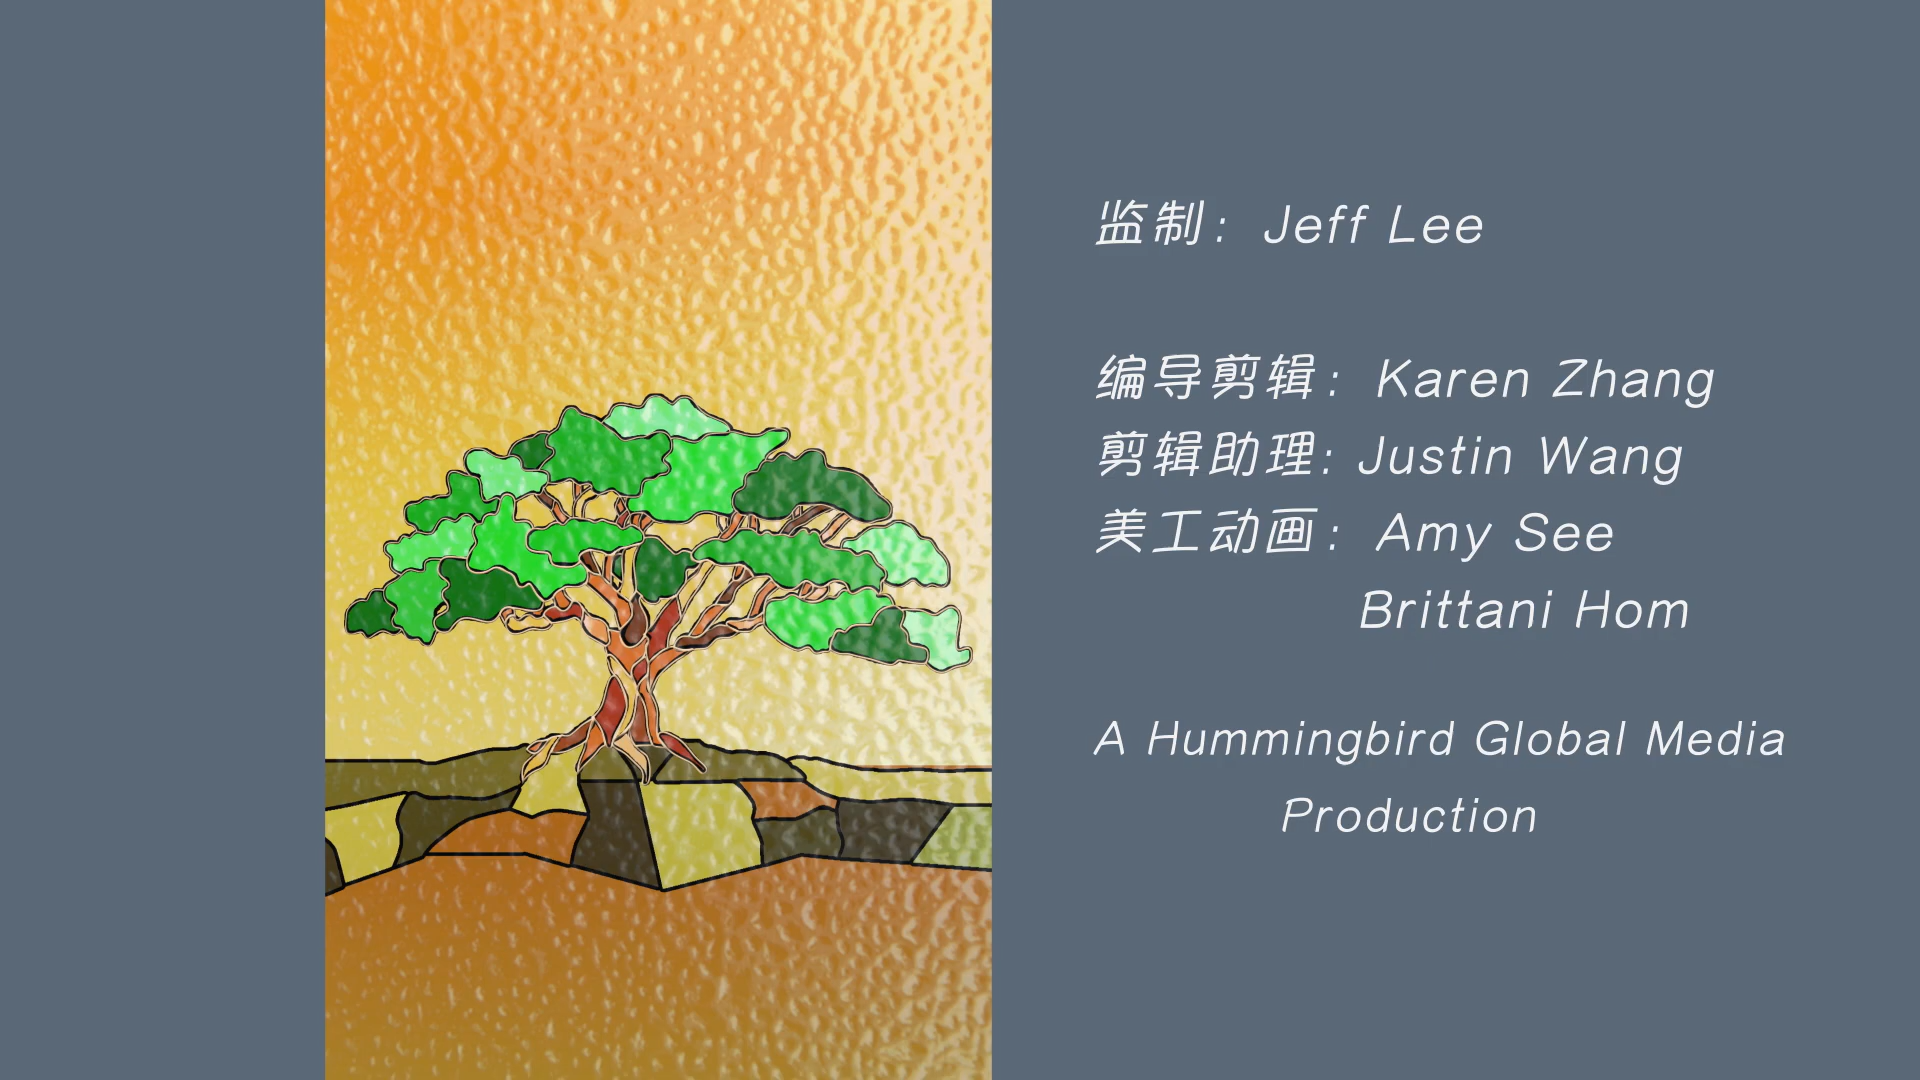 监制：Jeff Lee
编导剪辑：Karen Zhang
剪辑助理: Justin Wang
美工动画：Amy See
Brittani Hom
A Hummingbird Global Media
Production